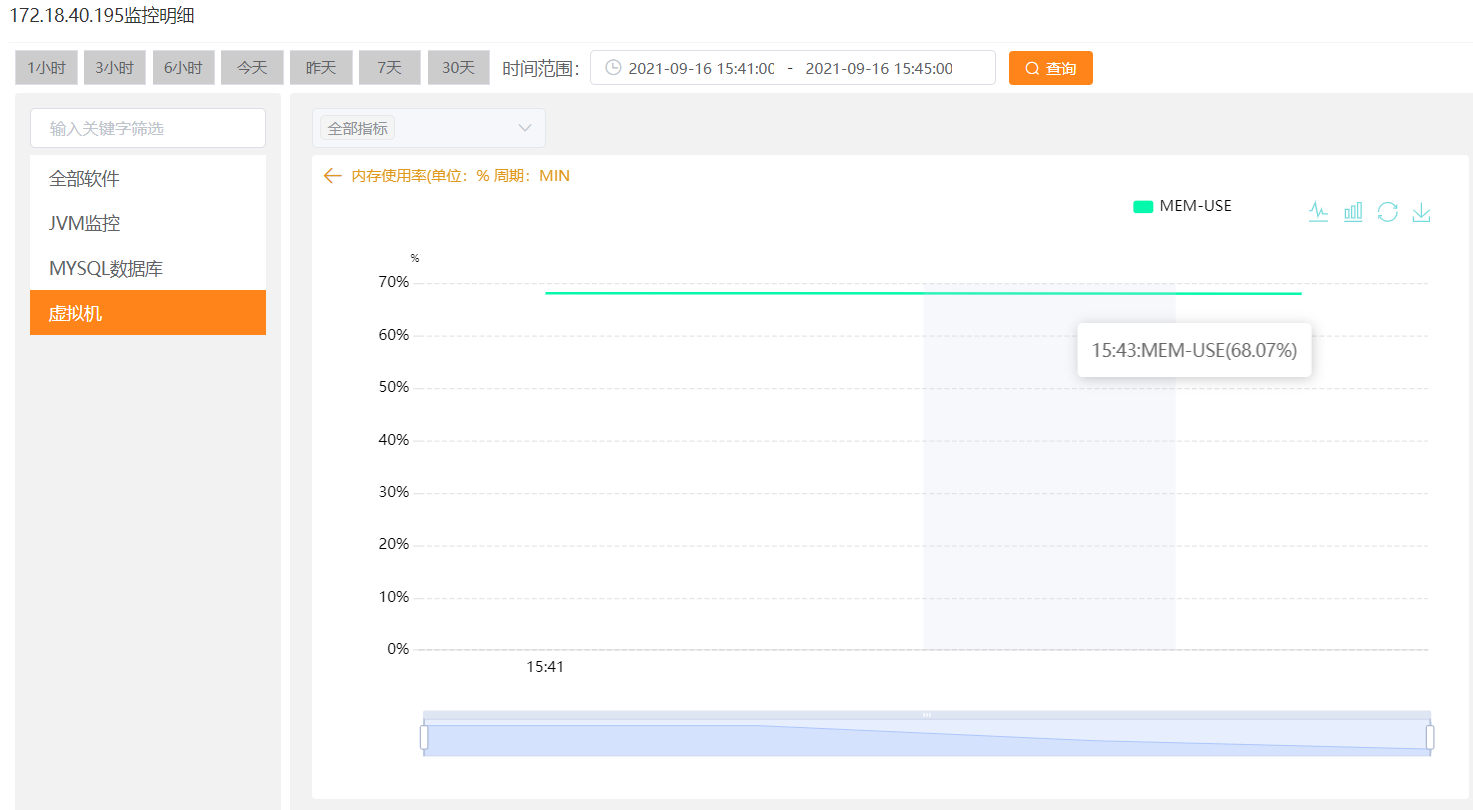 172.18.40.195监控明细
1小时 3小时 6小时 今天 昨天 7天 30天 时间范围： 2021-09-16 15:41:00 - 2021-09-16 15:45:00 查询
输入关键字筛选
全部软件
JVM监控
MYSQL数据库
虚拟机
全部指标
内存使用率(单位：% 周期：MIN
MEM-USE
%
70%
60%
15:43:MEM-USE(68.07%)
50%
40%
30%
20%
10%
0%
15:41